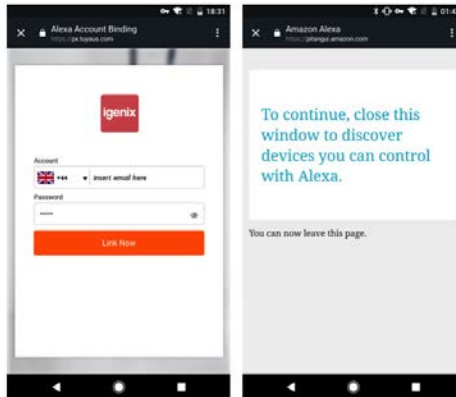 18:31
Alexa Account Binding
https://px.tuyaus.com
igenix
Account
+44
insert email here
Password
Link Now
Amazon Alexa
https://pitangui.amazon.com
To continue, close this
window to discover
devices you can control
with Alexa.
You can now leave this page.